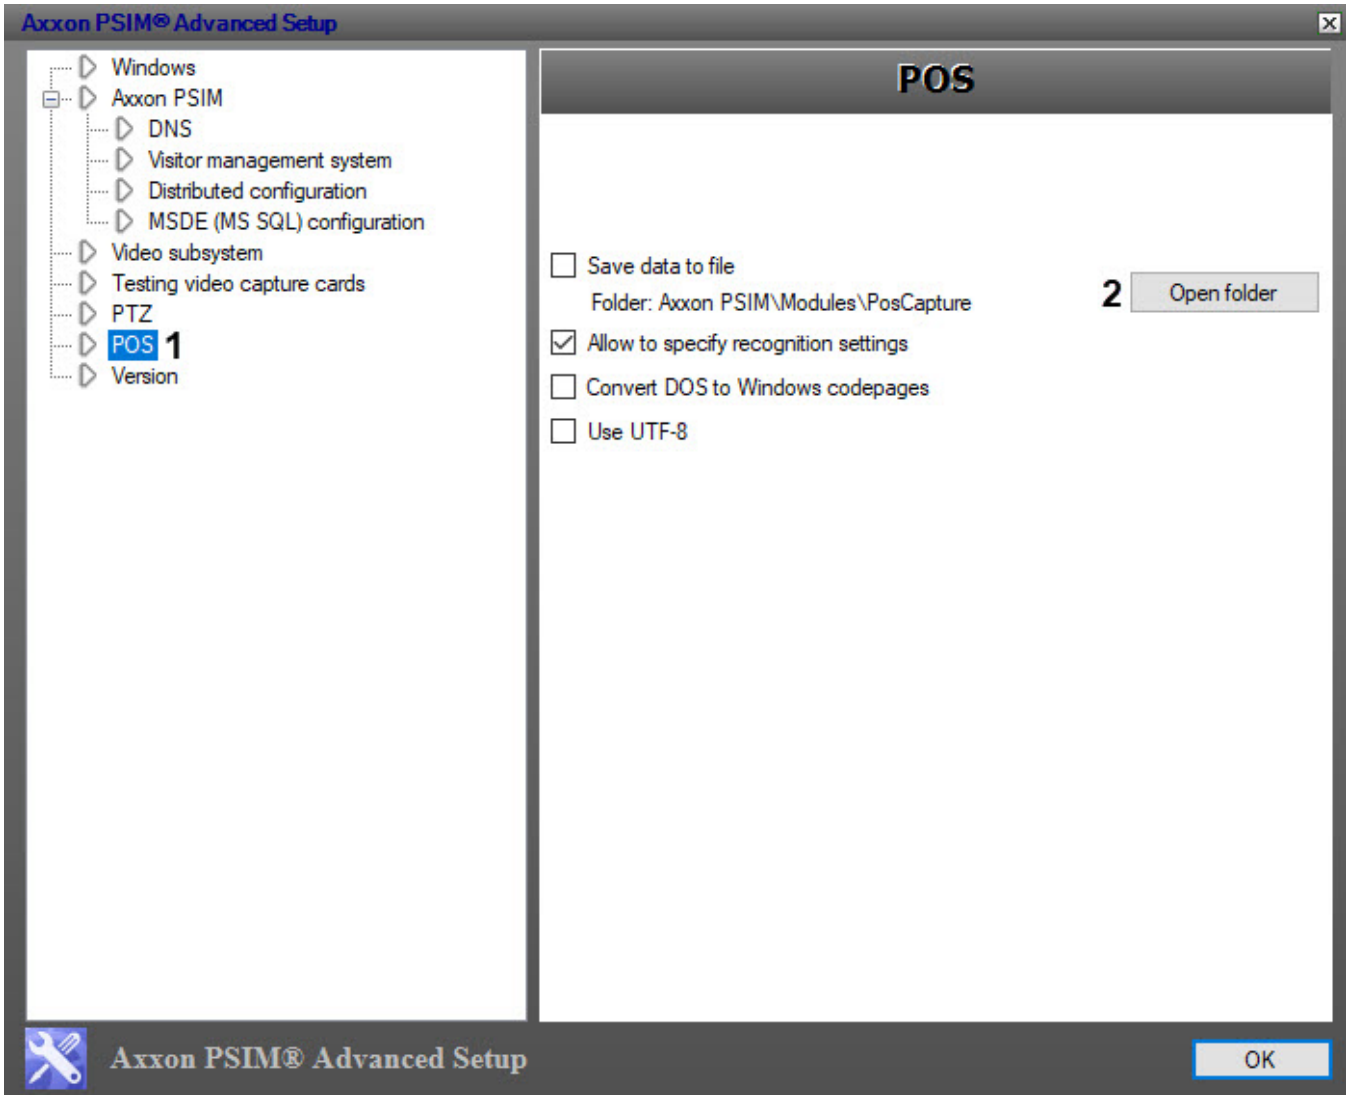 Axxon PSIM® Advanced Setup
Windows
Axxon PSIM
DNS
Visitor management system
Distributed configuration
MSDE (MS SQL) configuration
Video subsystem
Testing video capture cards
PTZ
POS 1
Version
POS
Save data to file
Folder: Axxon PSIM\Modules\PosCapture
2 Open folder
Allow to specify recognition settings
Convert DOS to Windows codepages
Use UTF-8
Axxon PSIM® Advanced Setup
OK